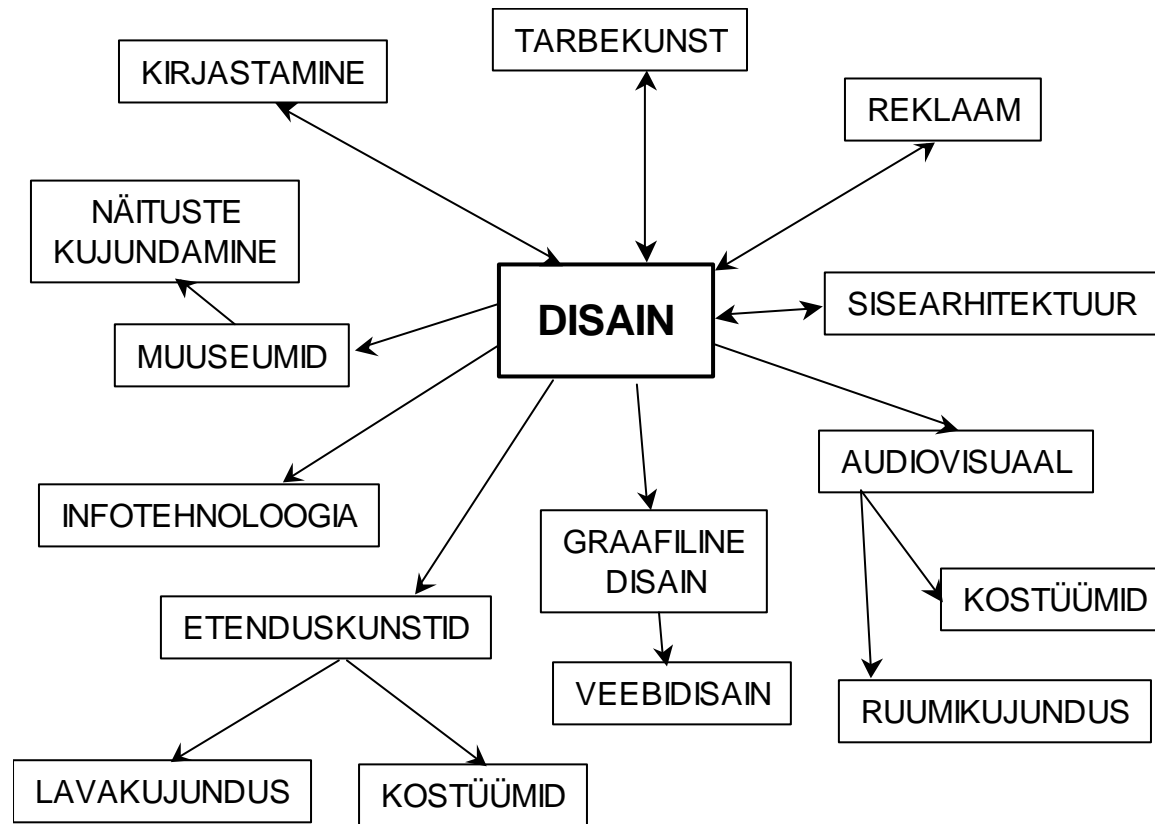 TARBEKUNST
KIRJASTAMINE
REKLAAM
NÄITUSTE
KUJUNDAMINE
DISAIN
SISEARHITEKTUUR
MUUSEUMID
AUDIOVISUAAL
INFOTEHNOLOOGIA
GRAAFILINE
DISAIN
KOSTÜÜMID
ETENDUSKUNSTID
VEEBIDISAIN
RUUMIKUJUNDUS
LAVAKUJUNDUS
KOSTÜÜMID